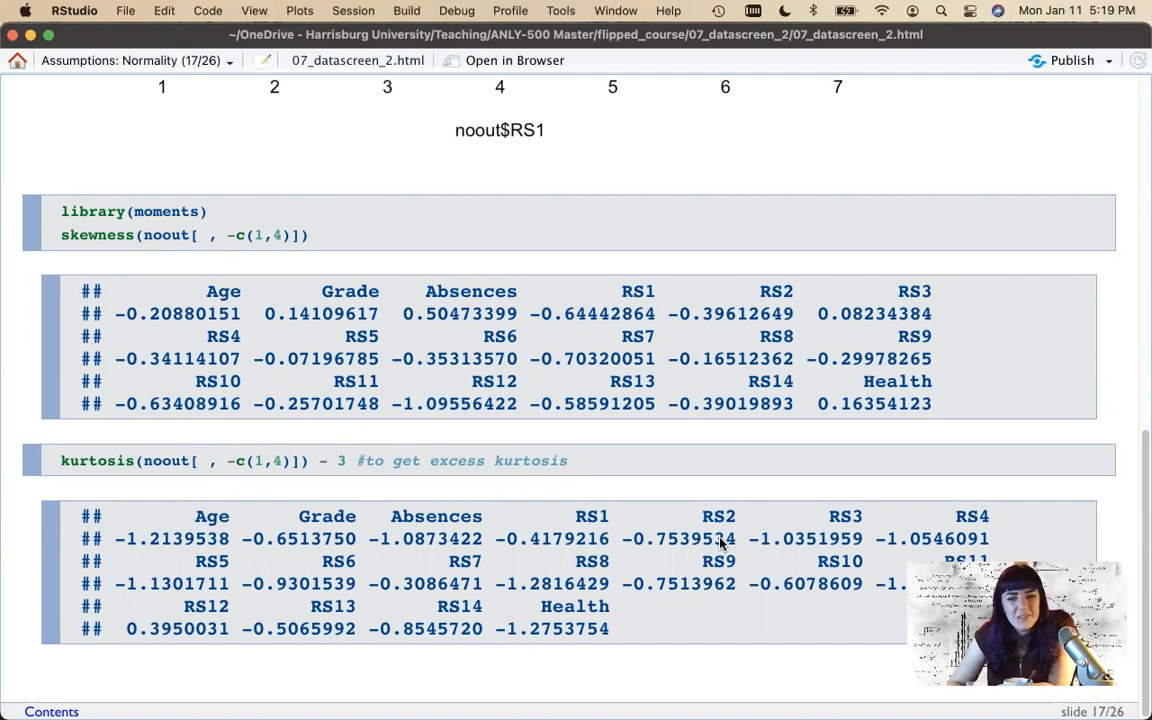 RStudio File Edit View Plots Session Build Debug Profile Tools Window Help Mon Jan 11 5:19 PM
~/OneDrive - Harrisburg University/Teaching/ANLY-500 Master/flipped_course/07_datascreen_2/07_datascreen_2.html
Assumptions: Normality (17/26) 07_datascreen_2.html Open in Browser Publish
1 2 3 4 5 6 7
noout$RS1
library(moments)
skewness(noout[ , -c(1,4)])
## Age Grade Absences RS1 RS2 RS3
## -0.20880151 0.14109617 0.50473399 -0.64442864 -0.39612649 0.08234384
## RS4 RS5 RS6 RS7 RS8 RS9
## -0.34114107 -0.07196785 -0.35313570 -0.70320051 -0.16512362 -0.29978265
## RS10 RS11 RS12 RS13 RS14 Health
## -0.63408916 -0.25701748 -1.09556422 -0.58591205 -0.39019893 0.16354123
kurtosis(noout[ , -c(1,4)]) - 3 #to get excess kurtosis
## Age Grade Absences RS1 RS2 RS3 RS4
## -1.2139538 -0.6513750 -1.0873422 -0.4179216 -0.7539534 -1.0351959 -1.0546091
## RS5 RS6 RS7 RS8 RS9 RS10 RS11
## -1.1301711 -0.9301539 -0.3086471 -1.2816429 -0.7513962 -0.6078609 -1.
## RS12 RS13 RS14 Health
## 0.3950031 -0.5065992 -0.8545720 -1.2753754
Contents slide 17/26